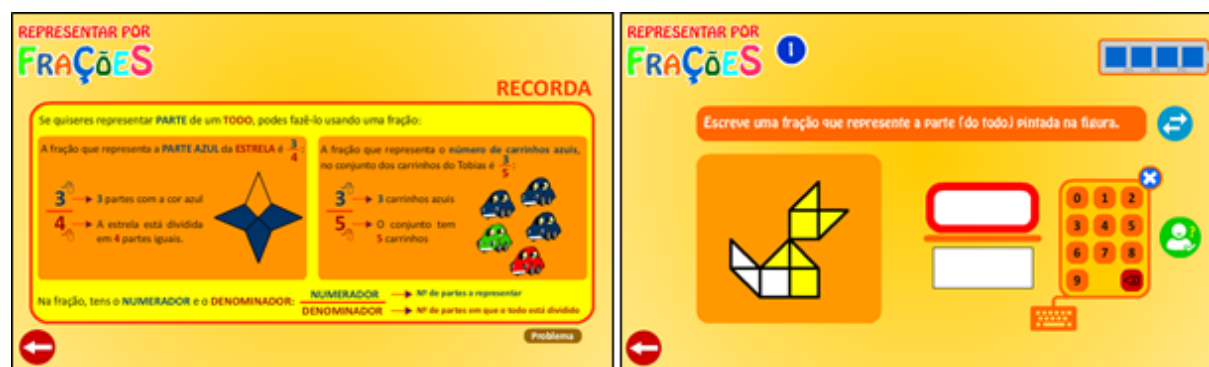 REPRESENTAR POR
FRAÇÕES
RECORDA
Se quiseres representar PARTE de um TODO, podes fazê-lo usando uma fração:
A fração que representa a PARTE AZUL da ESTRELA é 3/4:
3 → 3 partes com a cor azul
4 → A estrela está dividida
em 4 partes iguais.
A fração que representa o número de carrinhos azuis,
no conjunto dos carrinhos do Tobias é 3/5:
3 → 3 carrinhos azuis
5 → O conjunto tem
5 carrinhos
Na fração, tens o NUMERADOR e o DENOMINADOR:
NUMERADOR → Nº de partes a representar
DENOMINADOR → Nº de partes em que o todo está dividido
Problema
REPRESENTAR POR
FRAÇÕES
1
Escreve uma fração que represente a parte (do todo) pintada na figura.
0 1 2
3 4 5
6 7 8
9